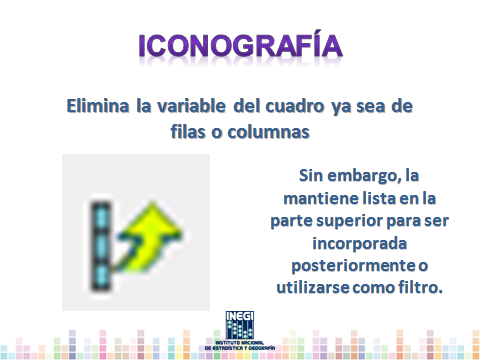 ICONOGRAFÍA
Elimina la variable del cuadro ya sea de
filas o columnas
Sin embargo, la
mantiene lista en la
parte superior para ser
incorporada
posteriormente o
utilizarse como filtro.
INEGI
INSTITUTO NACIONAL
DE ESTADÍSTICA Y GEOGRAFÍA